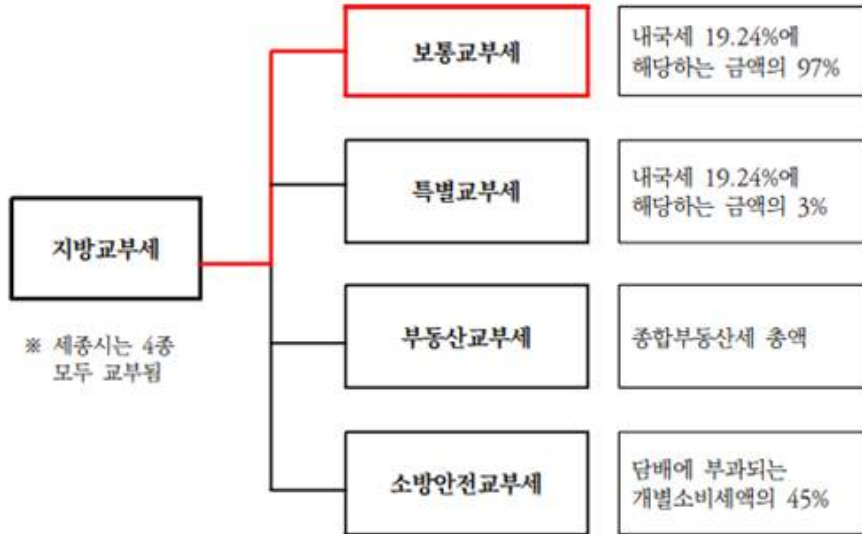 보통교부세
내국세 19.24%에
해당하는 금액의 97%
특별교부세
내국세 19.24%에
해당하는 금액의 3%
지방교부세
※ 세종시는 4종
모두 교부됨
부동산교부세
종합부동산세 총액
소방안전교부세
담배에 부과되는
개별소비세액의 45%